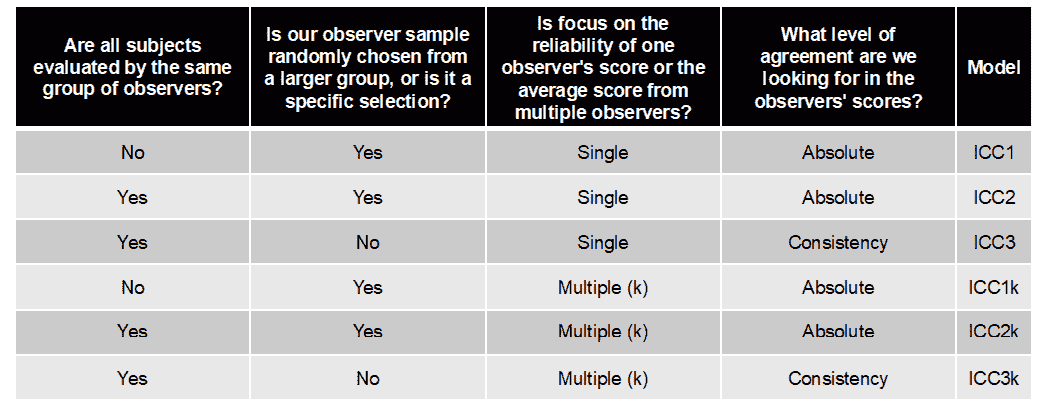 Are all subjects
evaluated by the same
group of observers?
Is our observer sample
randomly chosen from
a larger group, or is it a
specific selection?
Is focus on the
reliability of one
observer's score or the
average score from
multiple observers?
What level of
agreement are we
looking for in the
observers' scores?
Model
No Yes Single Absolute ICC1
Yes Yes Single Absolute ICC2
Yes No Single Consistency ICC3
No Yes Multiple (k) Absolute ICC1k
Yes Yes Multiple (k) Absolute ICC2k
Yes No Multiple (k) Consistency ICC3k